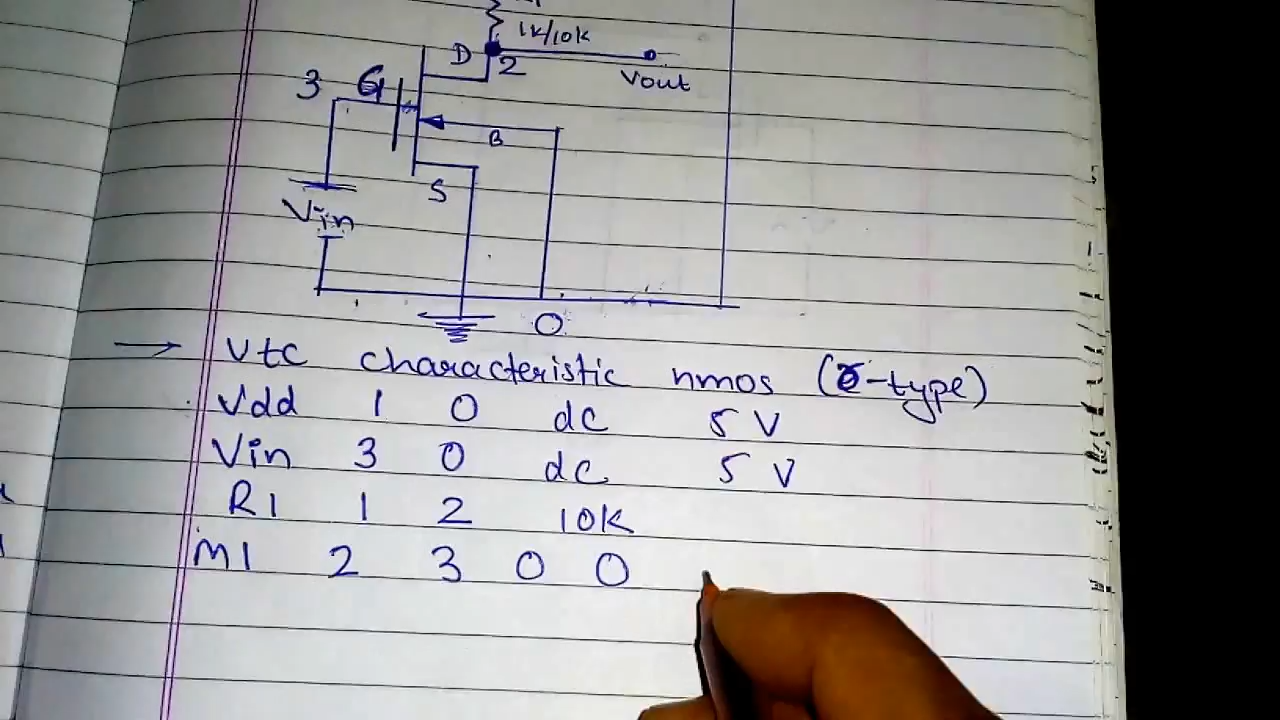 1K/10K
D
2
3 G
Vout
B
S
Vin
0
→ Vtc characteristic nmos (-type)
Vdd 1 0 dc 5 V
Vin 3 0 dc 5 V
R1 1 2 10K
M1 2 3 0 0